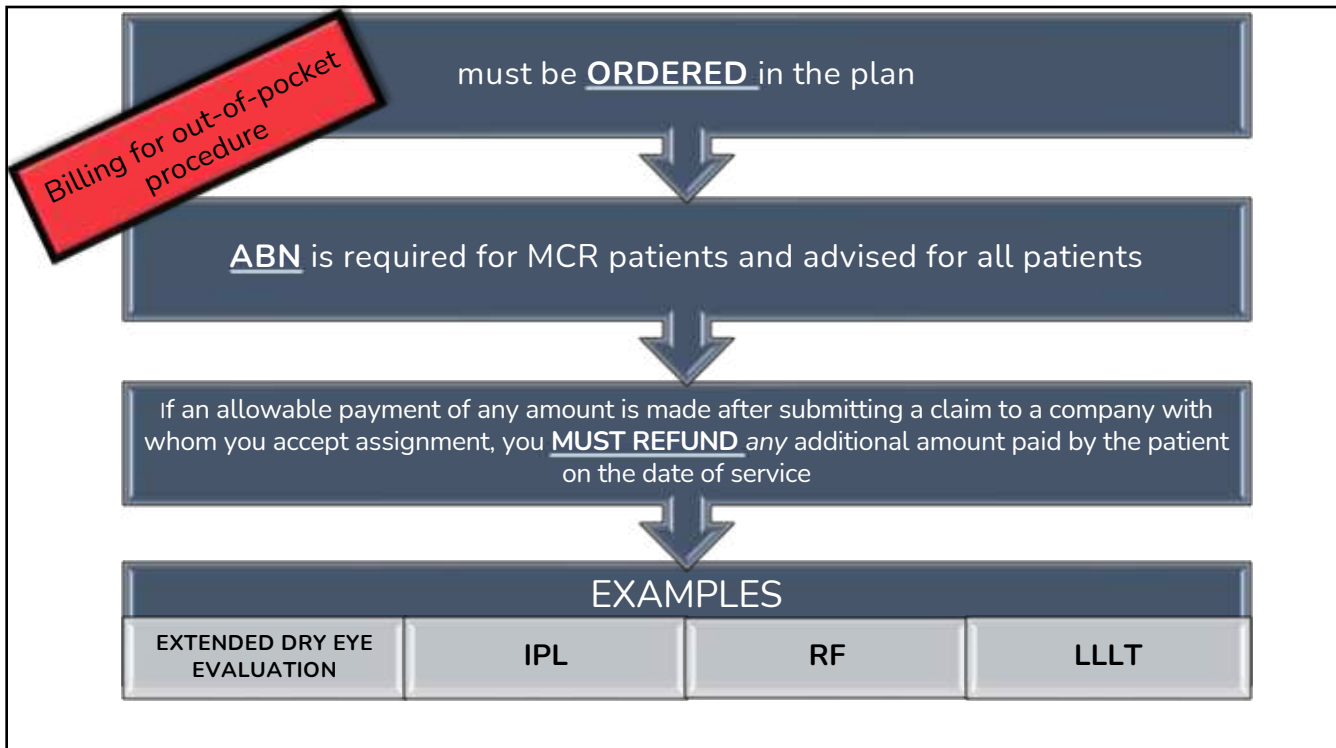 Billing for out-of-pocket
procedure
must be ORDERED in the plan
ABN is required for MCR patients and advised for all patients
If an allowable payment of any amount is made after submitting a claim to a company with
whom you accept assignment, you MUST REFUND any additional amount paid by the patient
on the date of service
EXAMPLES
EXTENDED DRY EYE
EVALUATION
IPL
RF
LLLT